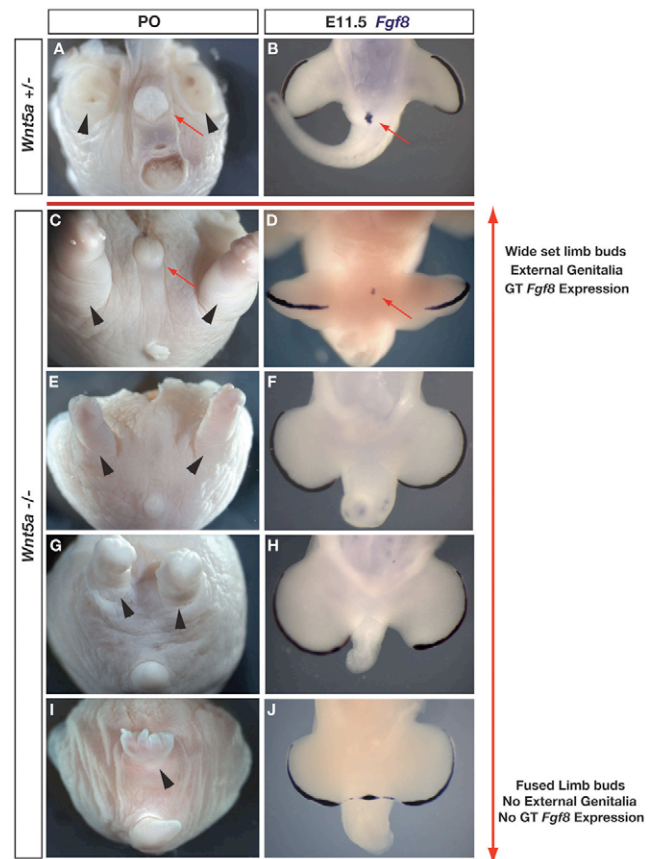 PO
E11.5 Fgf8
Wnt5a +/-
A
B
Wnt5a -/-
C
D
Wide set limb buds
External Genitalia
GT Fgf8 Expression
E
F
G
H
I
J
Fused Limb buds
No External Genitalia
No GT Fgf8 Expression